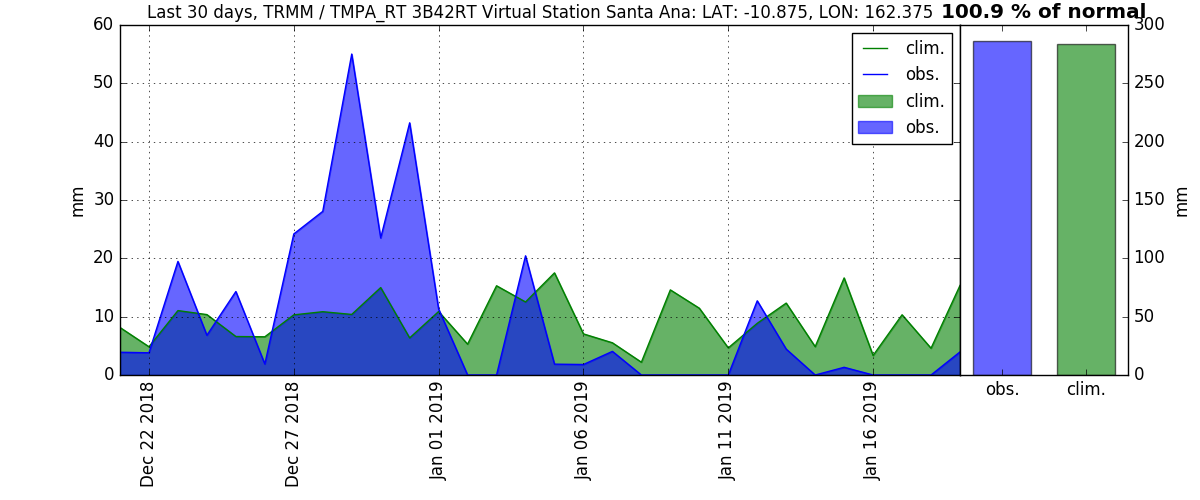 Last 30 days, TRMM / TMPA_RT 3B42RT Virtual Station Santa Ana: LAT: -10.875, LON: 162.375 100.9 % of normal
60
50
40
30
20
10
0
mm
clim.
obs.
clim.
obs.
Dec 22 2018
Dec 27 2018
Jan 01 2019
Jan 06 2019
Jan 11 2019
Jan 16 2019
300
250
200
150
100
50
0
mm
obs. clim.